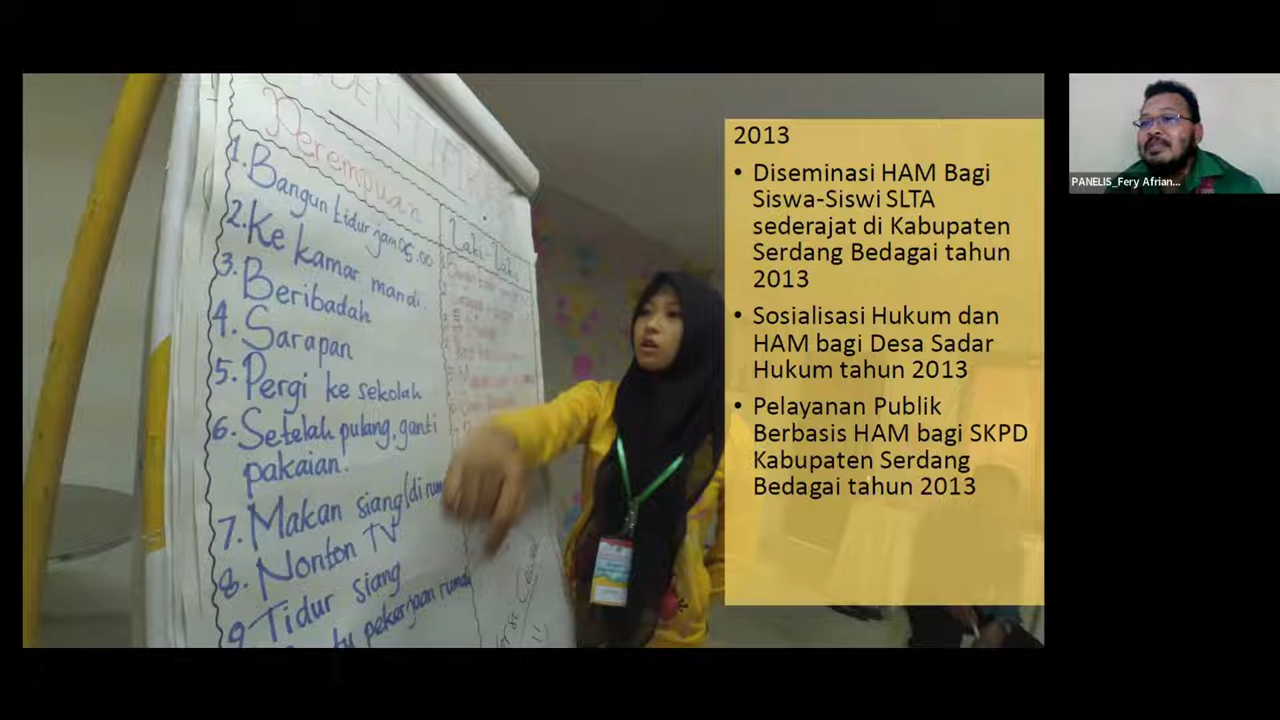 Perempuan
Laki-Laki
1. Bangun tidur jam 05.00
2. Ke kamar mandi.
3. Beribadah
4. Sarapan
5. Pergi ke sekolah
6. Setelah pulang, ganti
pakaian.
7. Makan siang (di rum
8. Nonton TV
9 Tidur siang
pekerjaan ruma
2013
• Diseminasi HAM Bagi
Siswa-Siswi SLTA
sederajat di Kabupaten
Serdang Bedagai tahun
2013
• Sosialisasi Hukum dan
HAM bagi Desa Sadar
Hukum tahun 2013
• Pelayanan Publik
Berbasis HAM bagi SKPD
Kabupaten Serdang
Bedagai tahun 2013
PANELIS_Fery Afrian...